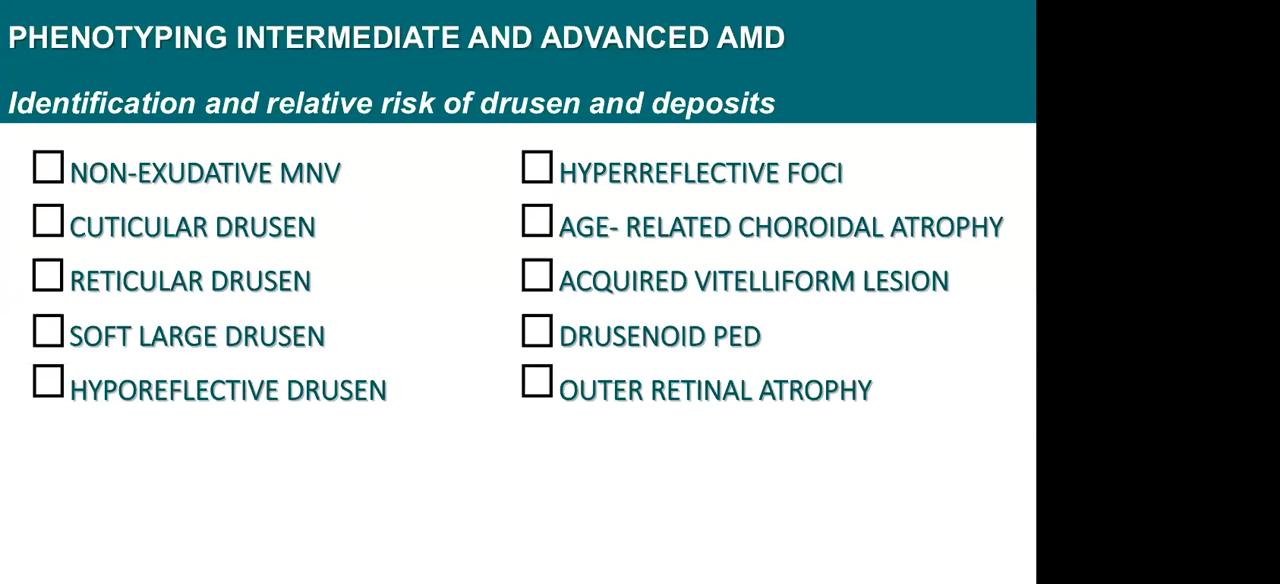 PHENOTYPING INTERMEDIATE AND ADVANCED AMD
Identification and relative risk of drusen and deposits
NON-EXUDATIVE MNV
CUTICULAR DRUSEN
RETICULAR DRUSEN
SOFT LARGE DRUSEN
HYPOREFLECTIVE DRUSEN
HYPERREFLECTIVE FOCI
AGE- RELATED CHOROIDAL ATROPHY
ACQUIRED VITELLIFORM LESION
DRUSENOID PED
OUTER RETINAL ATROPHY